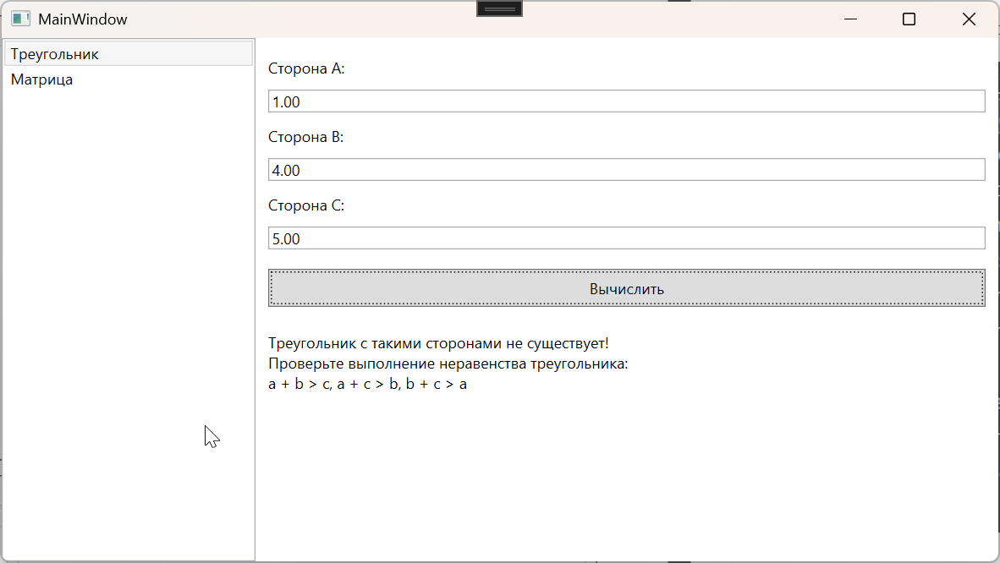 MainWindow
Треугольник
Матрица
Сторона A:
1.00
Сторона B:
4.00
Сторона C:
5.00
Вычислить
Треугольник с такими сторонами не существует!
Проверьте выполнение неравенства треугольника:
a + b > c, a + c > b, b + c > a